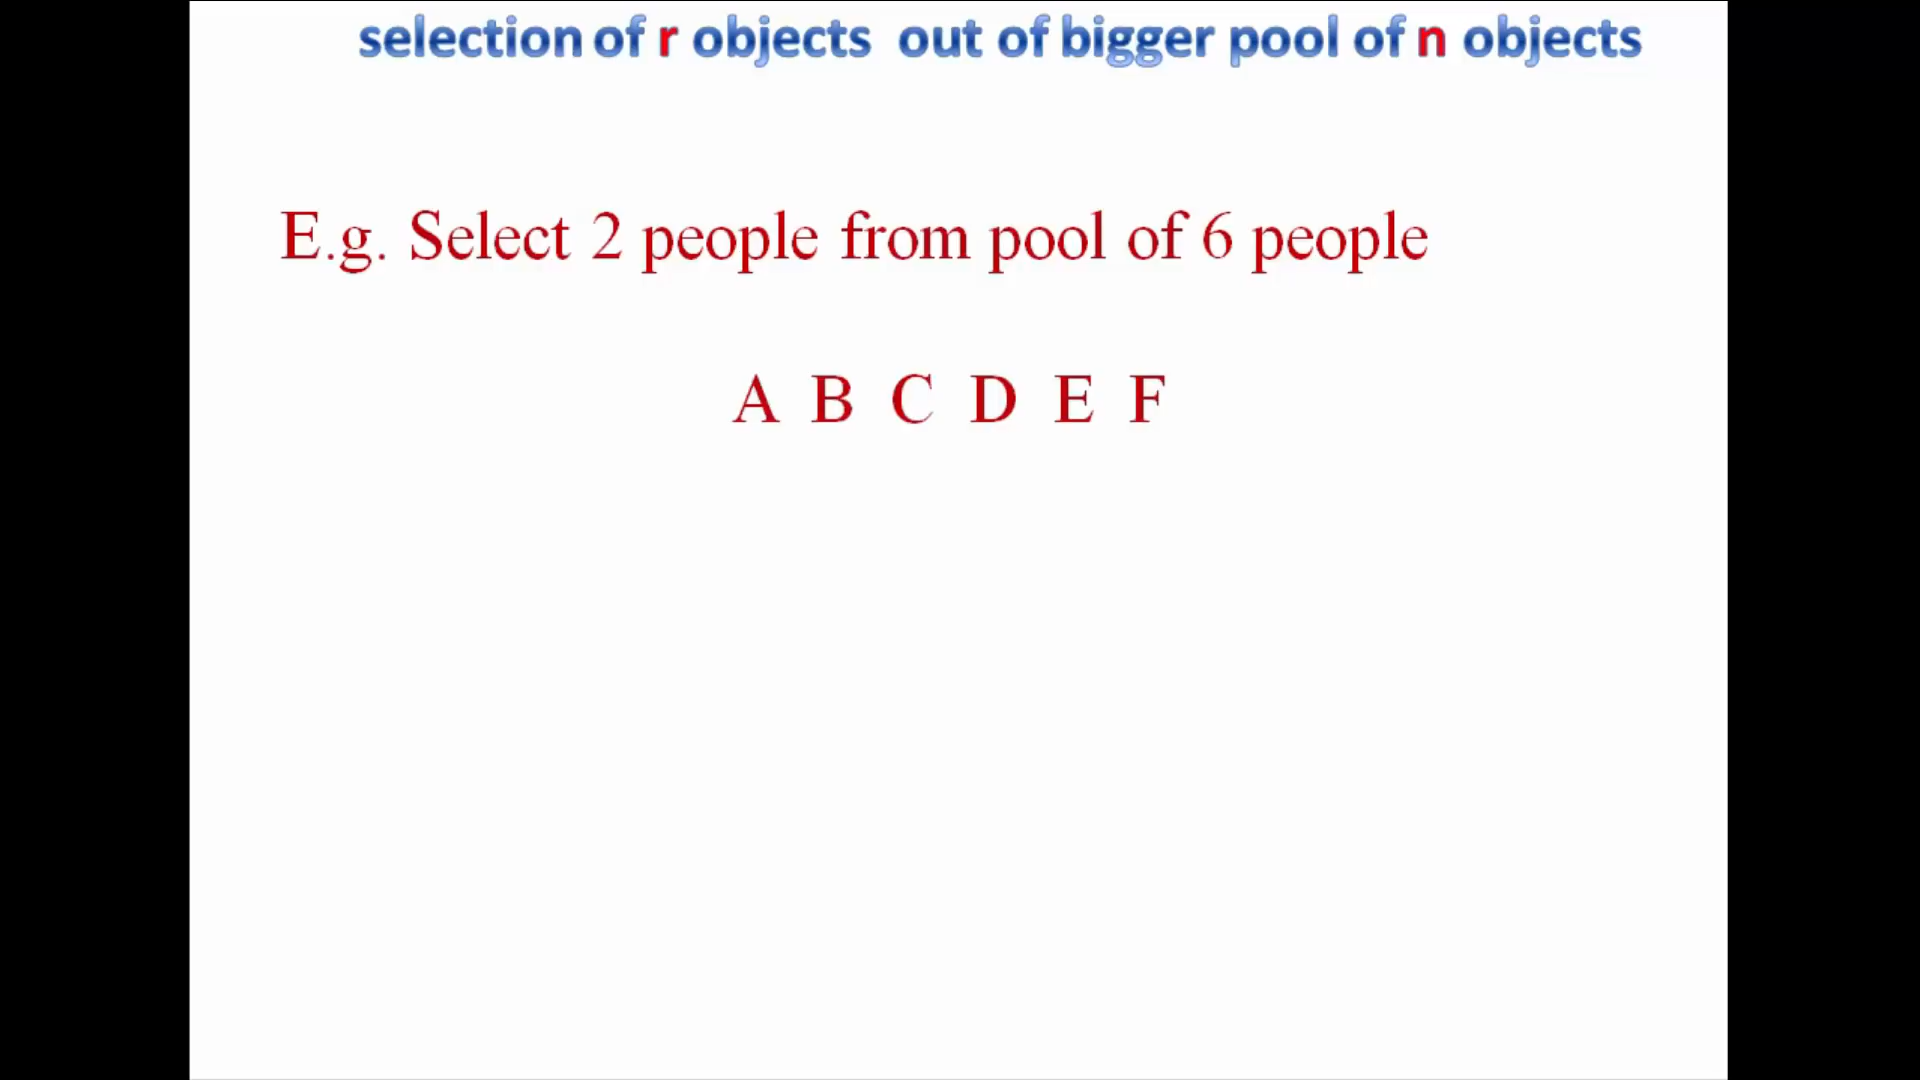 selection of r objects out of bigger pool of n objects
E.g. Select 2 people from pool of 6 people
A B C D E F